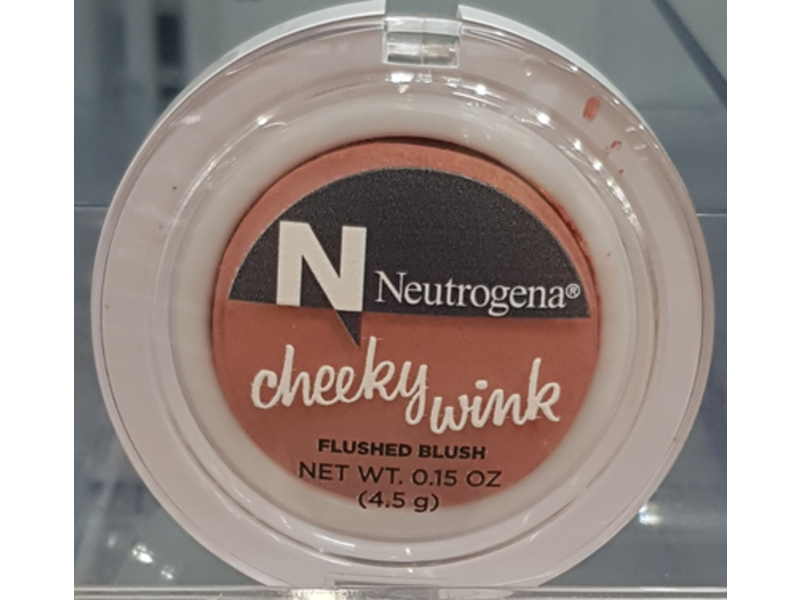 N Neutrogena®
cheeky wink
FLUSHED BLUSH
NET WT. 0.15 OZ
(4.5 g)